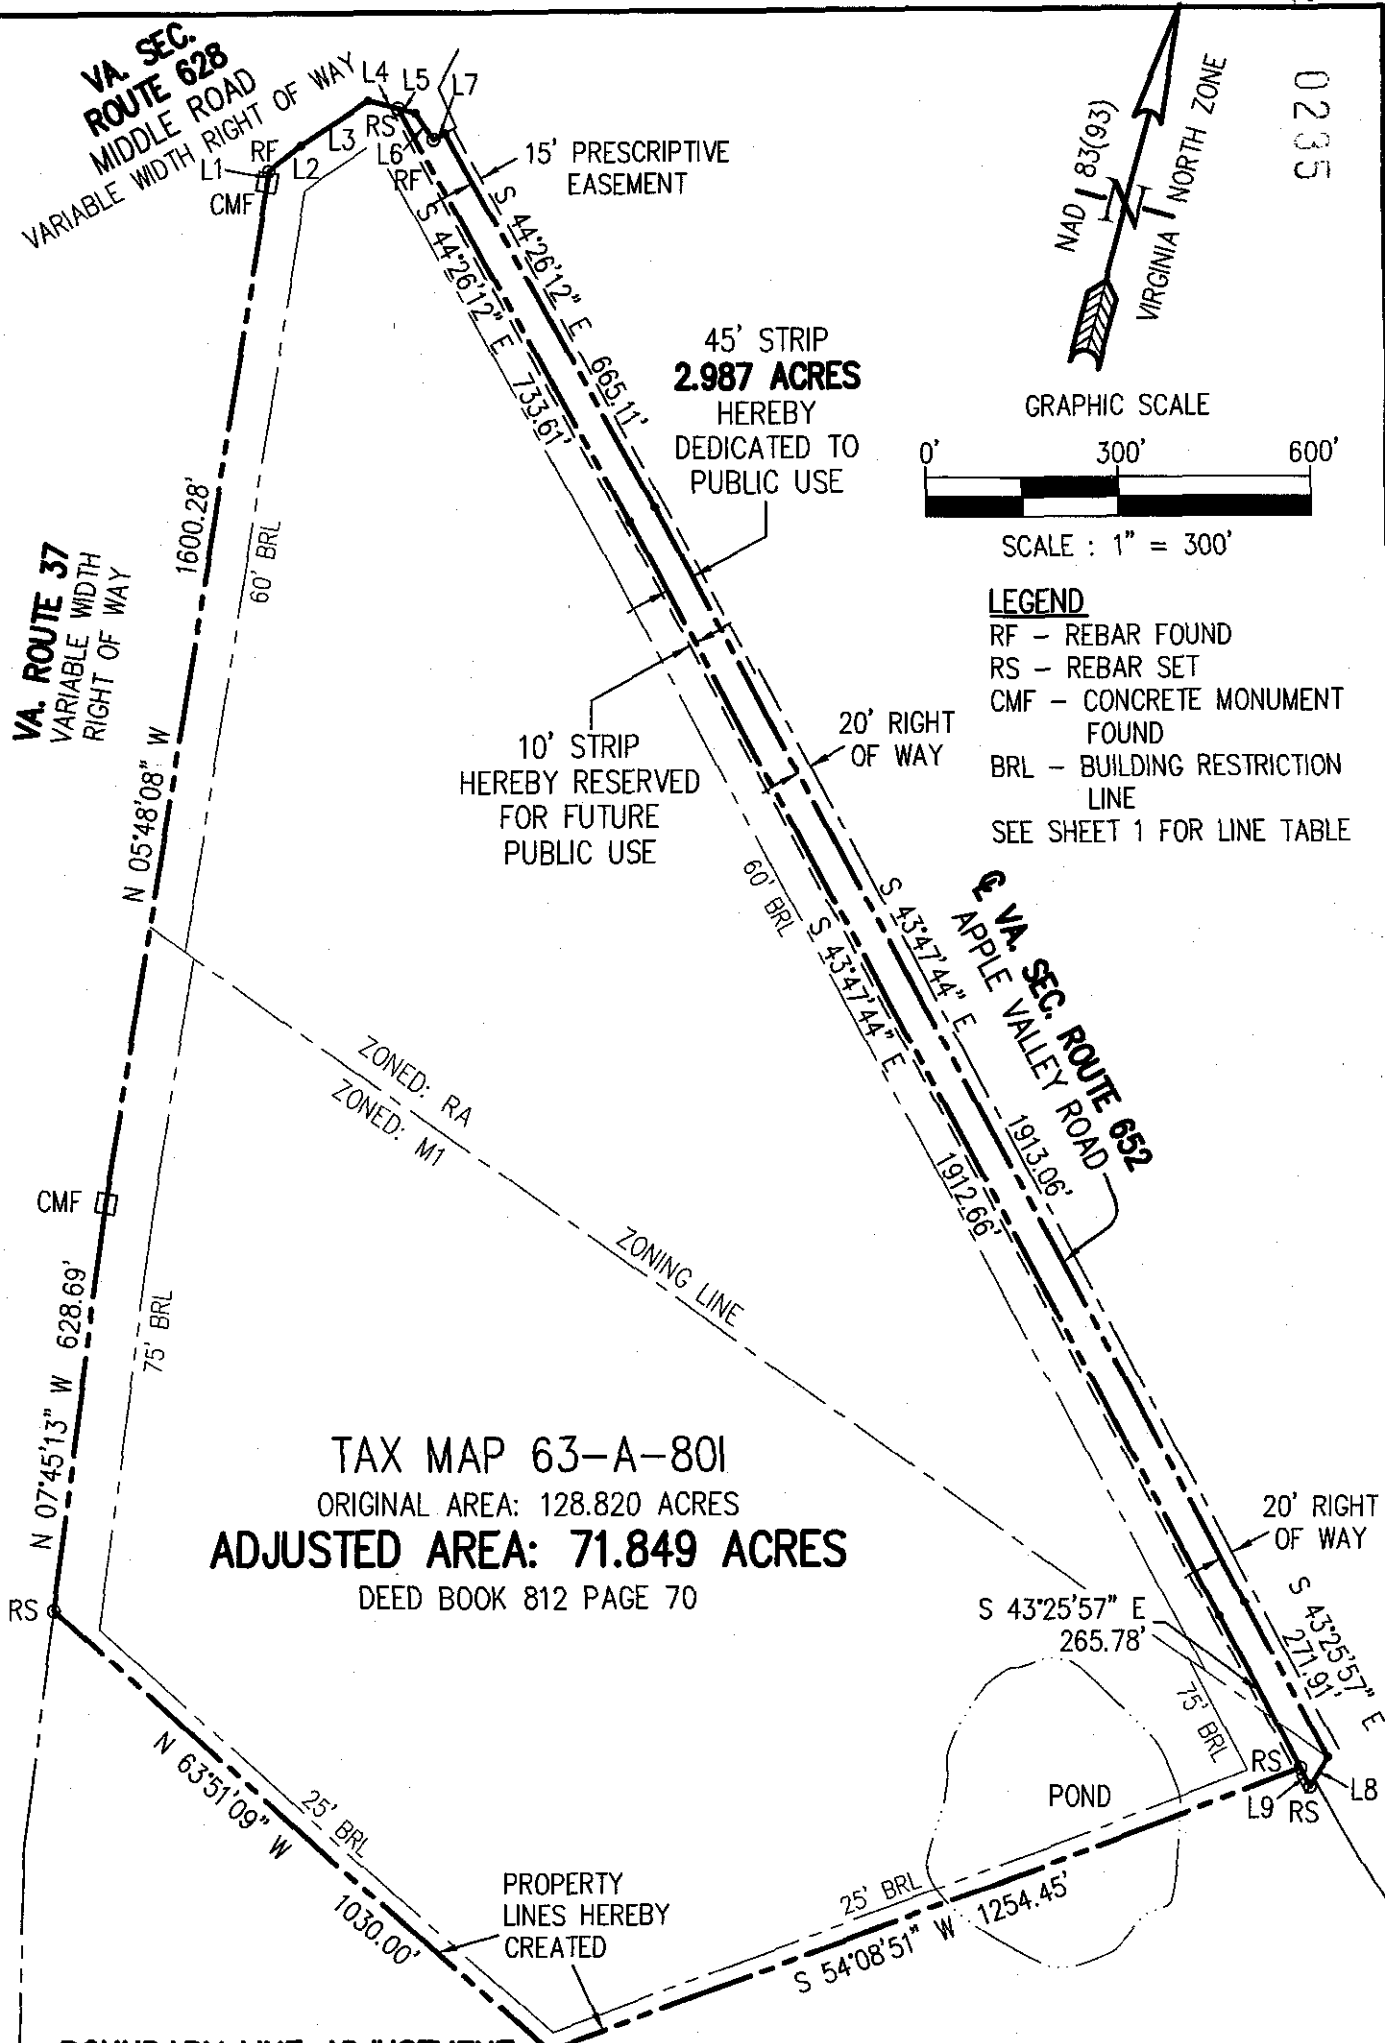 VA. SEC.
ROUTE 628
MIDDLE ROAD
VARIABLE WIDTH RIGHT OF WAY
L1
RF
CMF
L2
L3
L4
RS
L5
L6
RF
L7
15' PRESCRIPTIVE
EASEMENT
NAD 83(93)
N
VIRGINIA NORTH ZONE
0235
S 44°26'12" E 665.11'
S 44°26'12" E 733.61'
45' STRIP
2.987 ACRES
HEREBY
DEDICATED TO
PUBLIC USE
GRAPHIC SCALE
0' 300' 600'
SCALE : 1" = 300'
LEGEND
RF - REBAR FOUND
RS - REBAR SET
CMF - CONCRETE MONUMENT
FOUND
BRL - BUILDING RESTRICTION
LINE
SEE SHEET 1 FOR LINE TABLE
VA. ROUTE 37
VARIABLE WIDTH
RIGHT OF WAY
N 05°48'08" W 1600.28'
60' BRL
10' STRIP
HEREBY RESERVED
FOR FUTURE
PUBLIC USE
20' RIGHT
OF WAY
60' BRL
S 43°47'44" E 1913.06'
S 43°47'44" E 1912.66'
℄ VA. SEC. ROUTE 652
APPLE VALLEY ROAD
ZONED: RA
ZONED: M1
ZONING LINE
CMF
N 07°45'13" W 628.69'
75' BRL
RS
TAX MAP 63-A-80I
ORIGINAL AREA: 128.820 ACRES
ADJUSTED AREA: 71.849 ACRES
DEED BOOK 812 PAGE 70
20' RIGHT
OF WAY
S 43°25'57" E
265.78'
S 43°25'57" E
271.91'
75' BRL
RS
L9
RS
L8
POND
N 63°51'09" W 1030.00'
25' BRL
PROPERTY
LINES HEREBY
CREATED
25' BRL
S 54°08'51" W 1254.45'
BOUNDARY LINE ADJUSTMENT